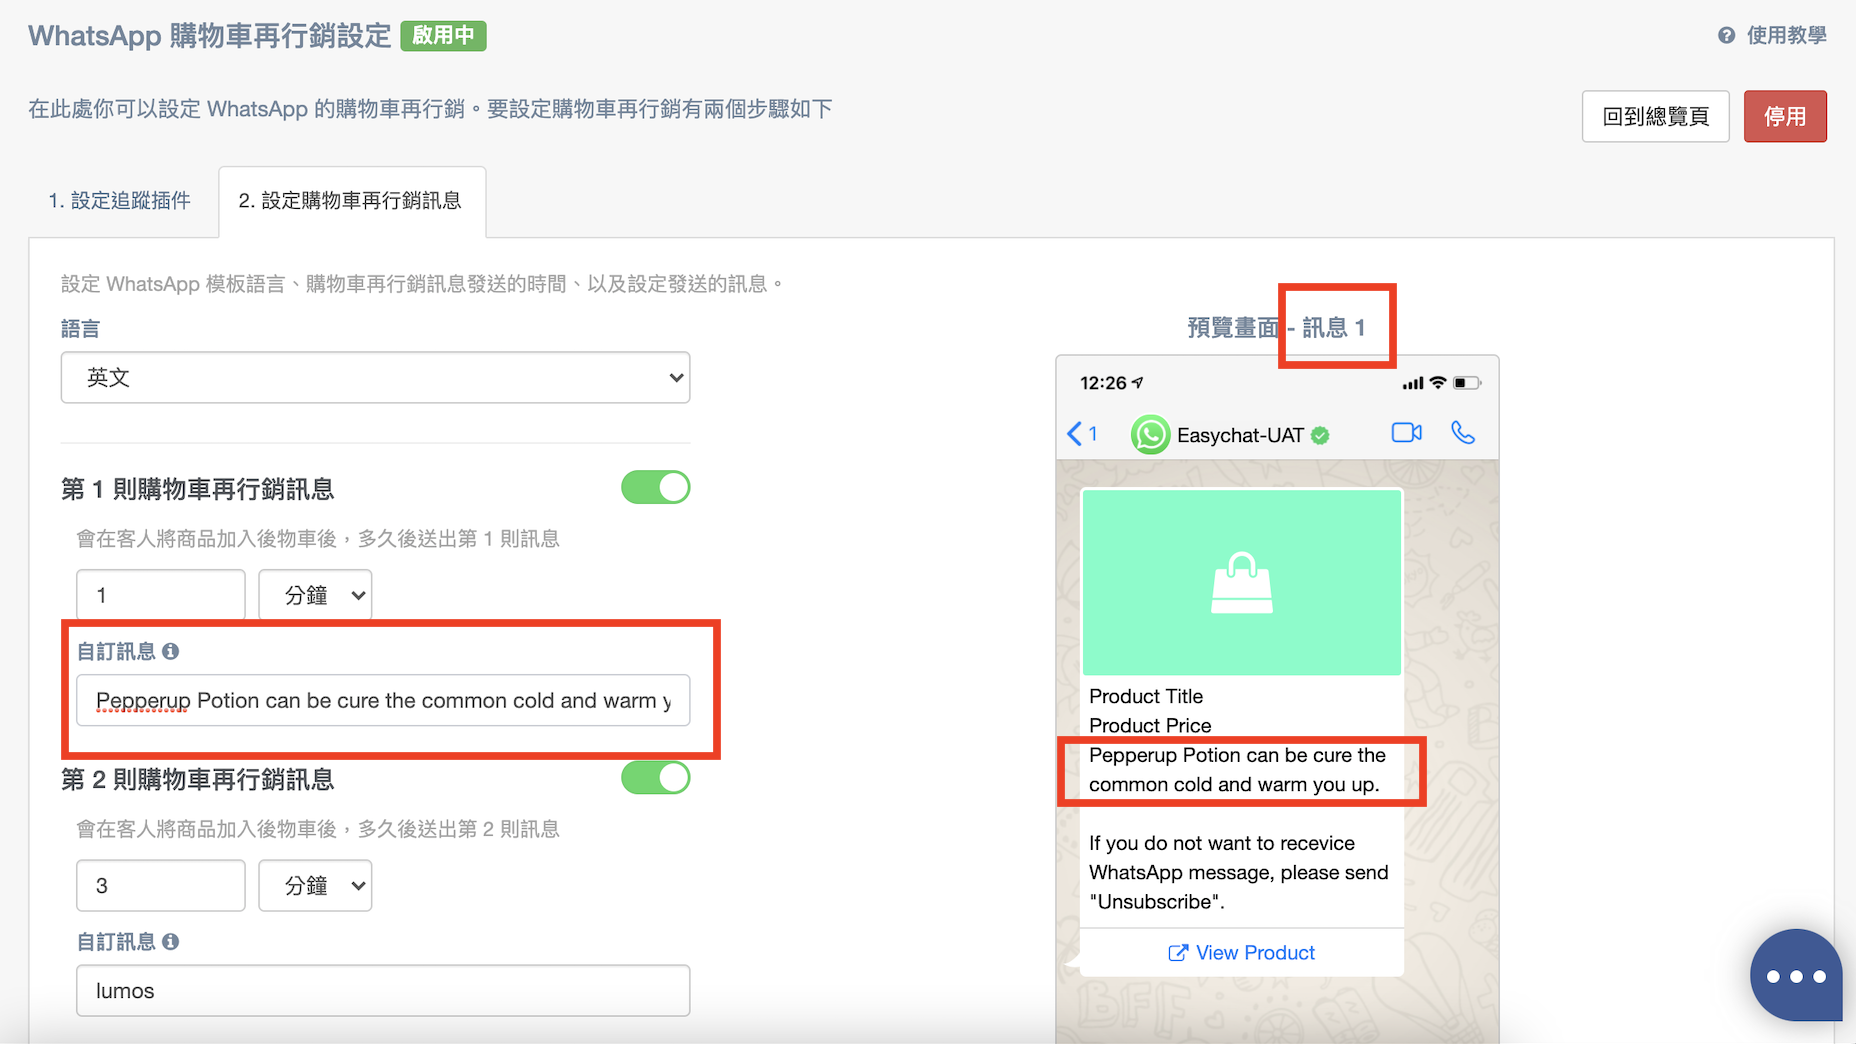 WhatsApp 購物車再行銷設定 啟用中
使用教學
在此處你可以設定 WhatsApp 的購物車再行銷。要設定購物車再行銷有兩個步驟如下
回到總覽頁
停用
1. 設定追蹤插件
2. 設定購物車再行銷訊息
設定 WhatsApp 模板語言、購物車再行銷訊息發送的時間、以及設定發送的訊息。
語言
英文
第 1 則購物車再行銷訊息
會在客人將商品加入後物車後，多久後送出第 1 則訊息
1
分鐘
自訂訊息
Pepperup Potion can be cure the common cold and warm y
第 2 則購物車再行銷訊息
會在客人將商品加入後物車後，多久後送出第 2 則訊息
3
分鐘
自訂訊息
lumos
預覽畫面 - 訊息 1
12:26
1
Easychat-UAT
Product Title
Product Price
Pepperup Potion can be cure the
common cold and warm you up.
If you do not want to recevice
WhatsApp message, please send
"Unsubscribe".
View Product
BFF